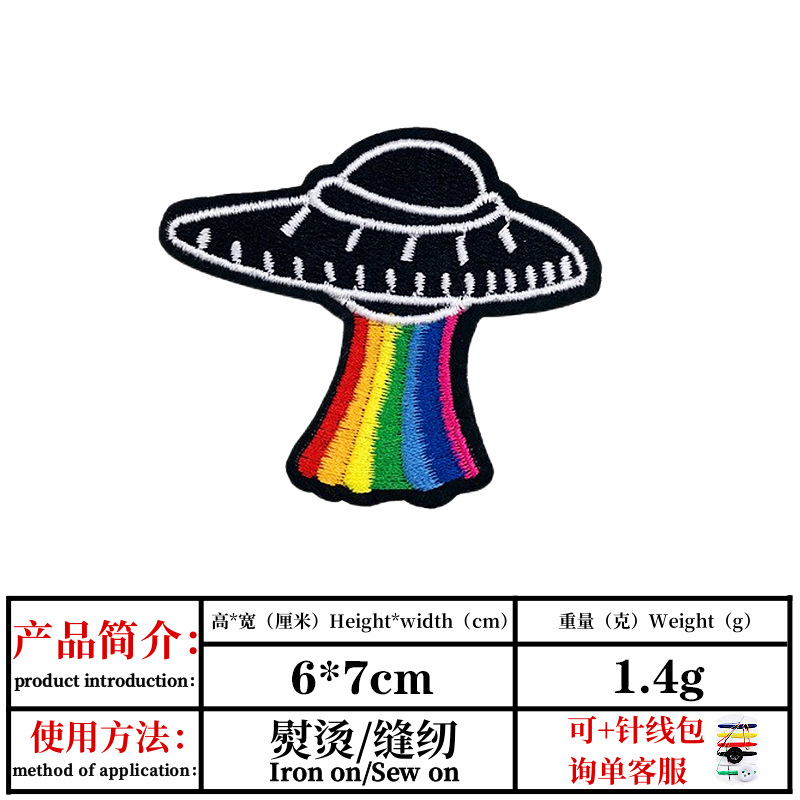 产品简介：
product introduction：
高*宽（厘米）Height*width（cm）
6*7cm
重量（克）Weight（g）
1.4g
使用方法：
method of application：
熨烫/缝纫
Iron on/Sew on
可+针线包
询单客服